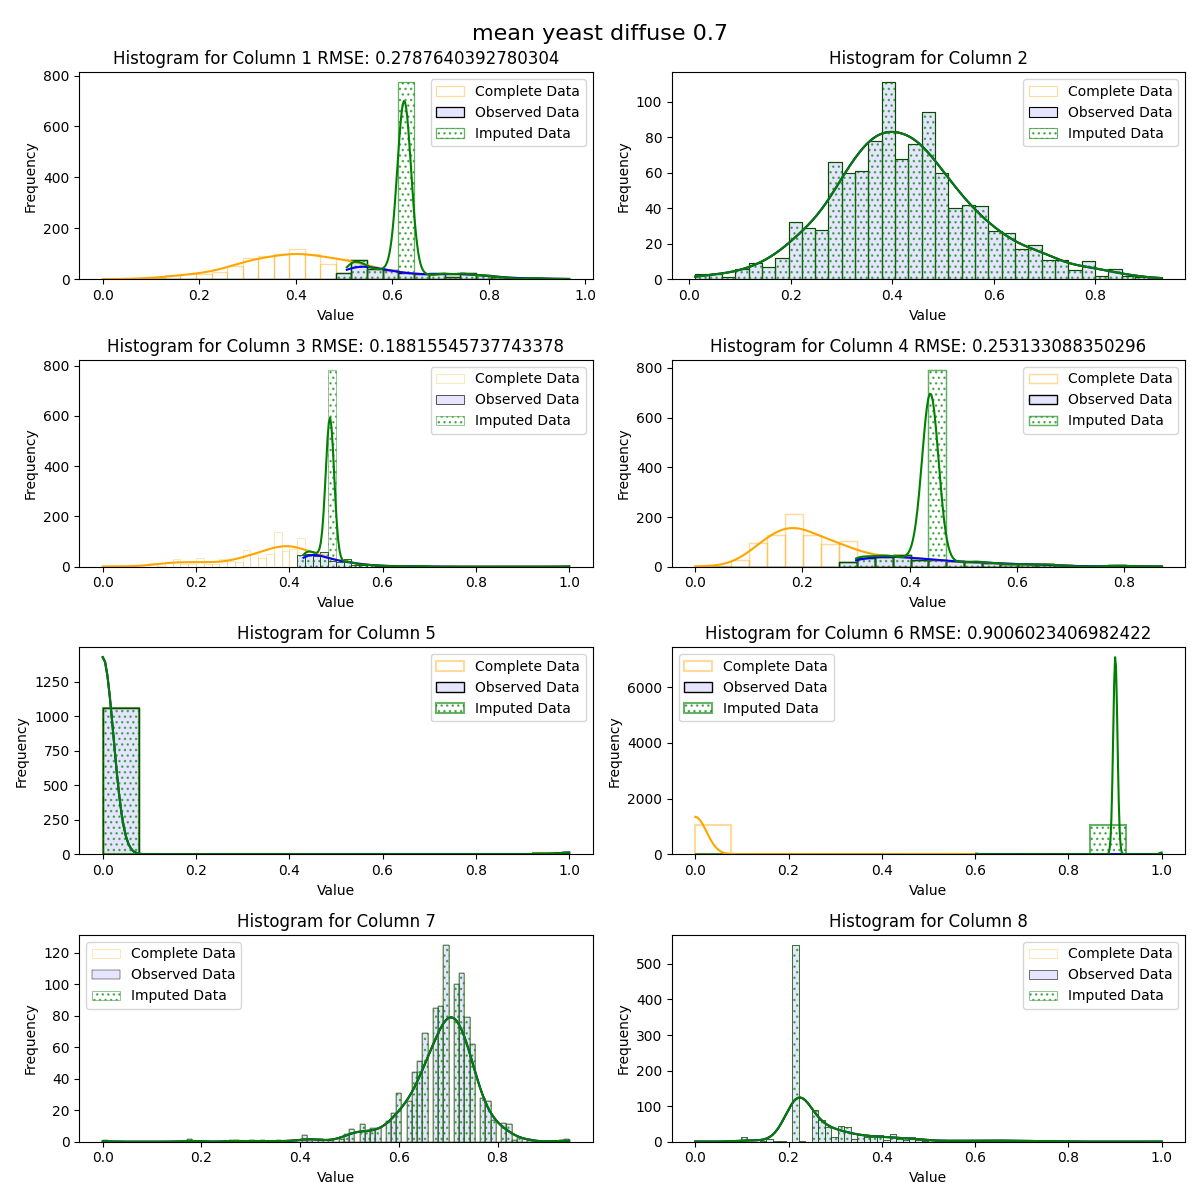 mean yeast diffuse 0.7
Histogram for Column 1 RMSE: 0.2787640392780304
800
600
400
200
0
Frequency
0.0 0.2 0.4 0.6 0.8 1.0
Value
Complete Data
Observed Data
Imputed Data
Histogram for Column 2
100
80
60
40
20
0
Frequency
0.0 0.2 0.4 0.6 0.8
Value
Complete Data
Observed Data
Imputed Data
Histogram for Column 3 RMSE: 0.18815545737743378
800
600
400
200
0
Frequency
0.0 0.2 0.4 0.6 0.8 1.0
Value
Complete Data
Observed Data
Imputed Data
Histogram for Column 4 RMSE: 0.253133088350296
800
600
400
200
0
Frequency
0.0 0.2 0.4 0.6 0.8
Value
Complete Data
Observed Data
Imputed Data
Histogram for Column 5
1250
1000
750
500
250
0
Frequency
0.0 0.2 0.4 0.6 0.8 1.0
Value
Complete Data
Observed Data
Imputed Data
Histogram for Column 6 RMSE: 0.9006023406982422
6000
4000
2000
0
Frequency
0.0 0.2 0.4 0.6 0.8 1.0
Value
Complete Data
Observed Data
Imputed Data
Histogram for Column 7
120
100
80
60
40
20
0
Frequency
0.0 0.2 0.4 0.6 0.8
Value
Complete Data
Observed Data
Imputed Data
Histogram for Column 8
500
400
300
200
100
0
Frequency
0.0 0.2 0.4 0.6 0.8 1.0
Value
Complete Data
Observed Data
Imputed Data